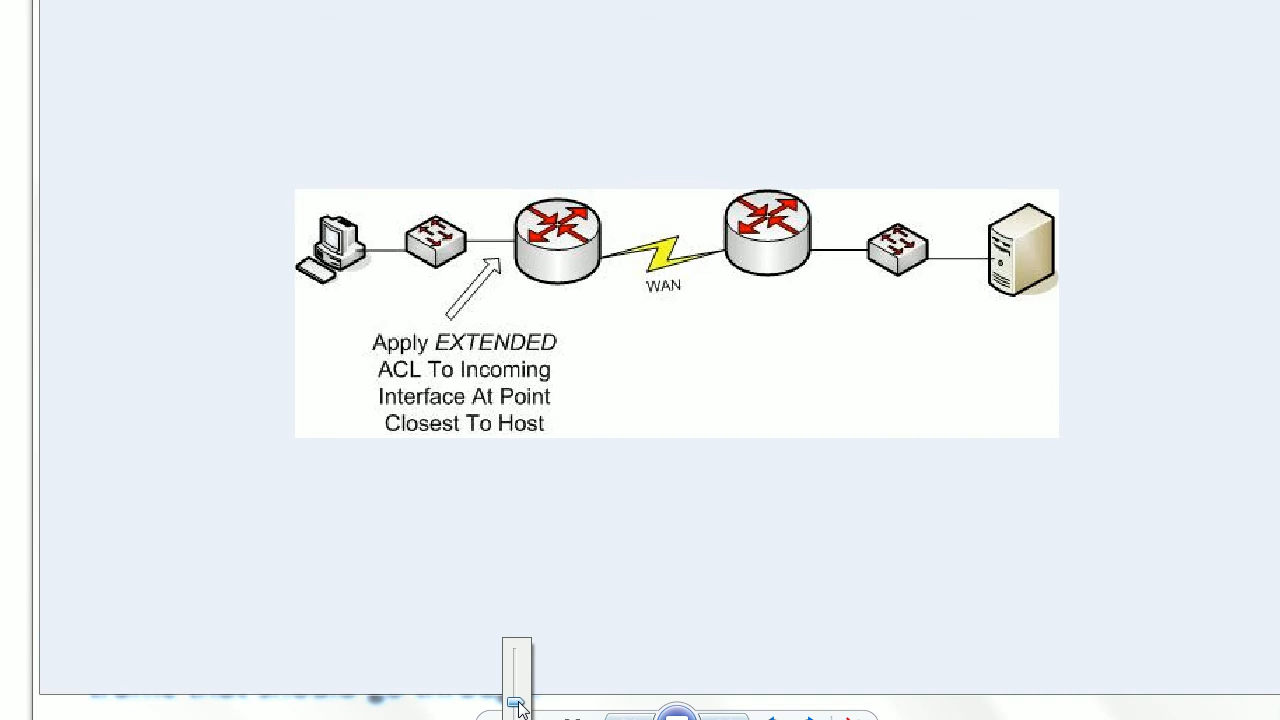 WAN
Apply EXTENDED
ACL To Incoming
Interface At Point
Closest To Host